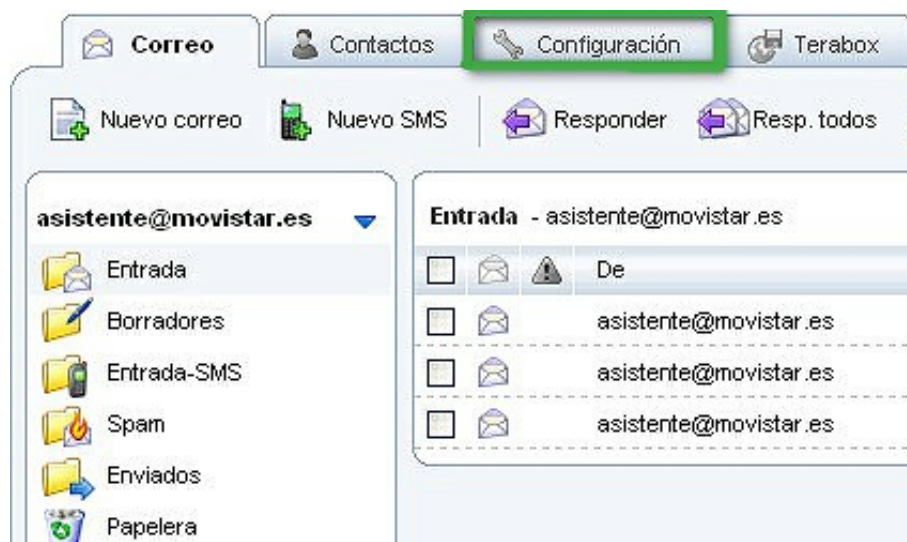 Correo Contactos Configuración Terabox
Nuevo correo Nuevo SMS Responder Resp. todos
asistente@movistar.es
Entrada
Borradores
Entrada-SMS
Spam
Enviados
Papelera
Entrada - asistente@movistar.es
De
asistente@movistar.es
asistente@movistar.es
asistente@movistar.es